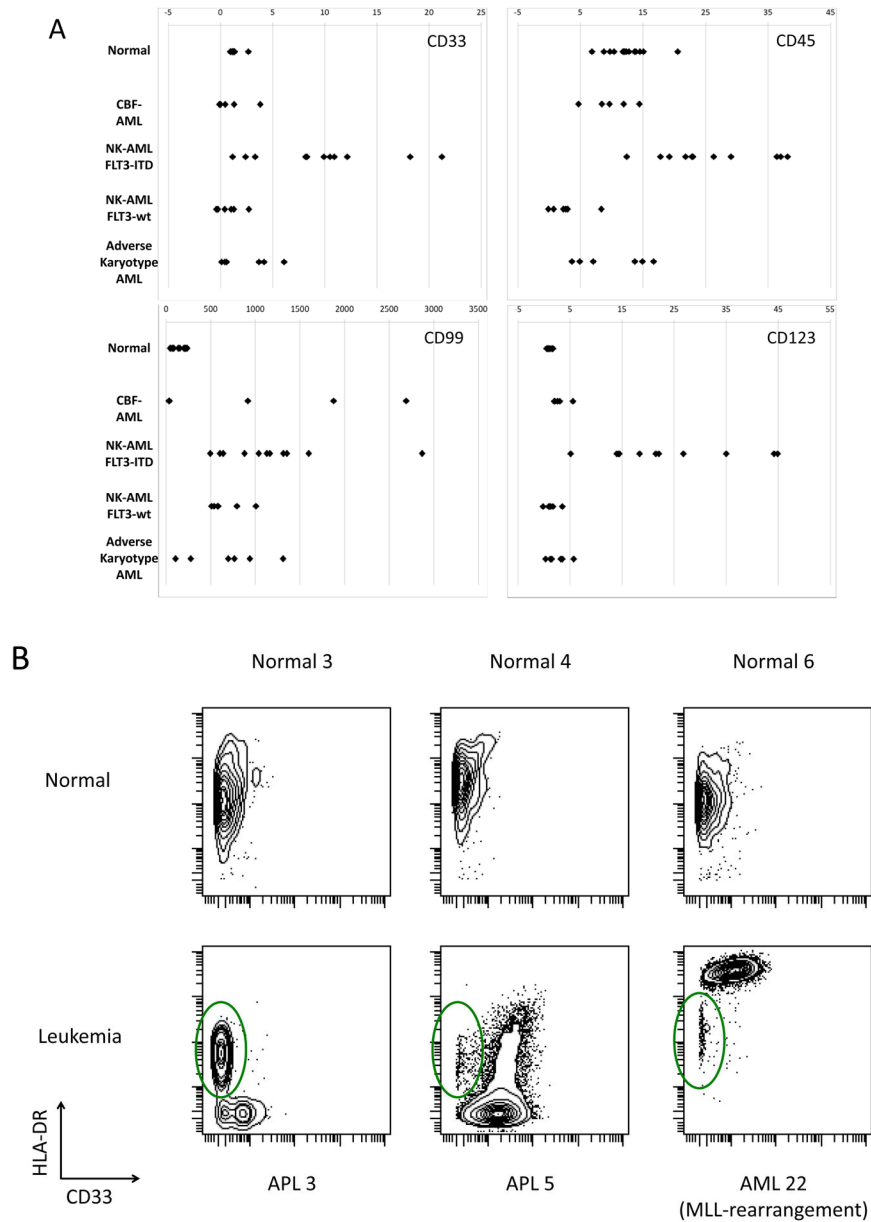 A
-5 0 5 10 15 20 25
CD33
-5 5 15 25 35 45
CD45
Normal
CBF-
AML
NK-AML
FLT3-ITD
NK-AML
FLT3-wt
Adverse
Karyotype
AML
0 500 1000 1500 2000 2500 3000 3500
CD99
-5 5 15 25 35 45 55
CD123
Normal
CBF-
AML
NK-AML
FLT3-ITD
NK-AML
FLT3-wt
Adverse
Karyotype
AML
B
Normal 3 Normal 4 Normal 6
Normal
Leukemia
HLA-DR
CD33
APL 3 APL 5 AML 22
(MLL-rearrangement)